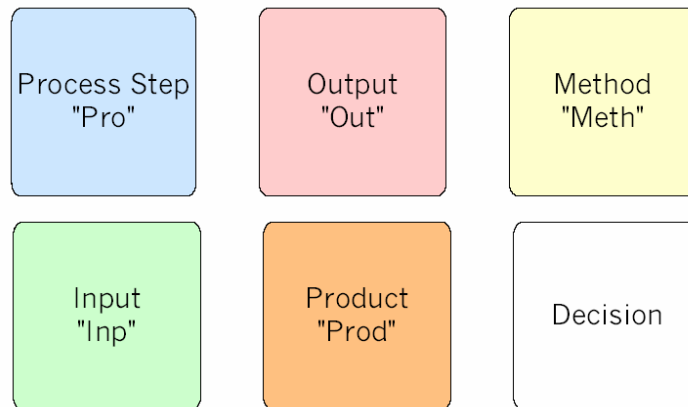 Process Step
"Pro"
Output
"Out"
Method
"Meth"
Input
"Inp"
Product
"Prod"
Decision